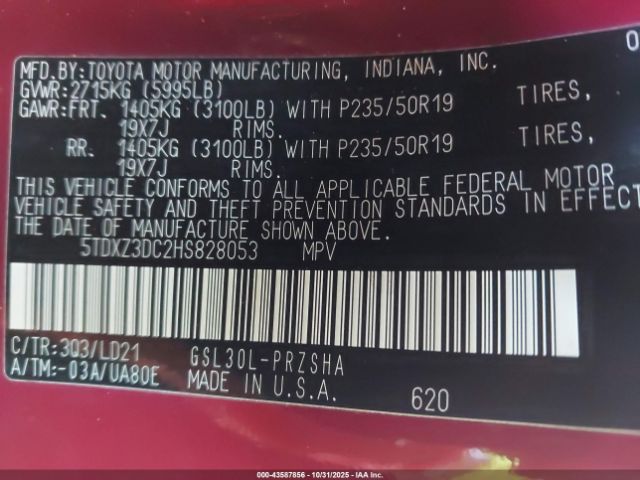 0
MFD.BY:TOYOTA MOTOR MANUFACTURING, INDIANA, INC.
GVWR:2715KG (5995LB)
GAWR:FRT. 1405KG (3100LB) WITH P235/50R19 TIRES,
19X7J RIMS.
RR. 1405KG (3100LB) WITH P235/50R19 TIRES,
19X7J RIMS.
THIS VEHICLE CONFORMS TO ALL APPLICABLE FEDERAL MOTOR
VEHICLE SAFETY AND THEFT PREVENTION STANDARDS IN EFFECT
THE DATE OF MANUFACTURE SHOWN ABOVE.
5TDXZ3DC2HS828053 MPV
C/TR:3Q3/LD21 GSL30L-PRZSHA
A/TM:-03A/UA80E MADE IN U.S.A. 620
000-43587856 - 10/31/2025 - IAA Inc.